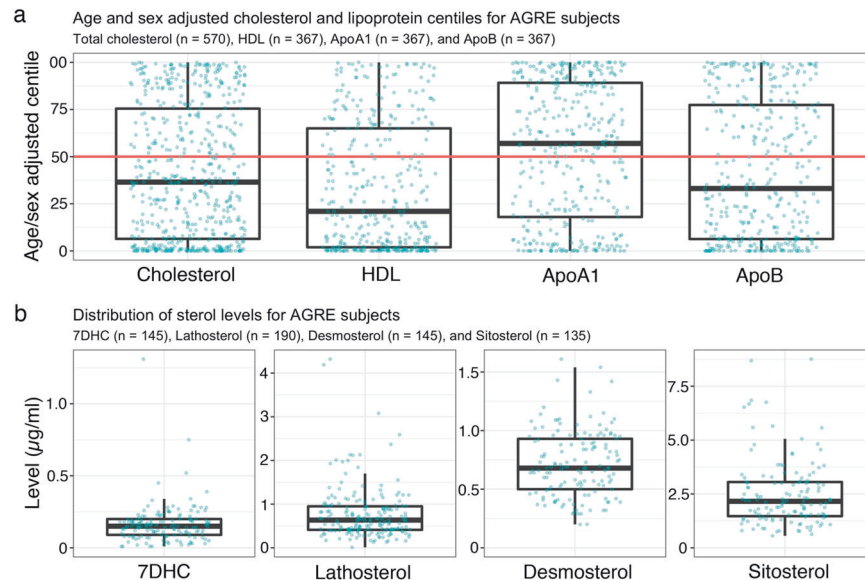 a
Age and sex adjusted cholesterol and lipoprotein centiles for AGRE subjects
Total cholesterol (n = 570), HDL (n = 367), ApoA1 (n = 367), and ApoB (n = 367)
Age/sex adjusted centile
00
75
50
25
0
Cholesterol HDL ApoA1 ApoB
b
Distribution of sterol levels for AGRE subjects
7DHC (n = 145), Lathosterol (n = 190), Desmosterol (n = 145), and Sitosterol (n = 135)
Level (µg/ml)
1.0
0.5
0
4
3
2
1
0
1.5
1.0
0.5
0
7.5
5.0
2.5
0
7DHC Lathosterol Desmosterol Sitosterol